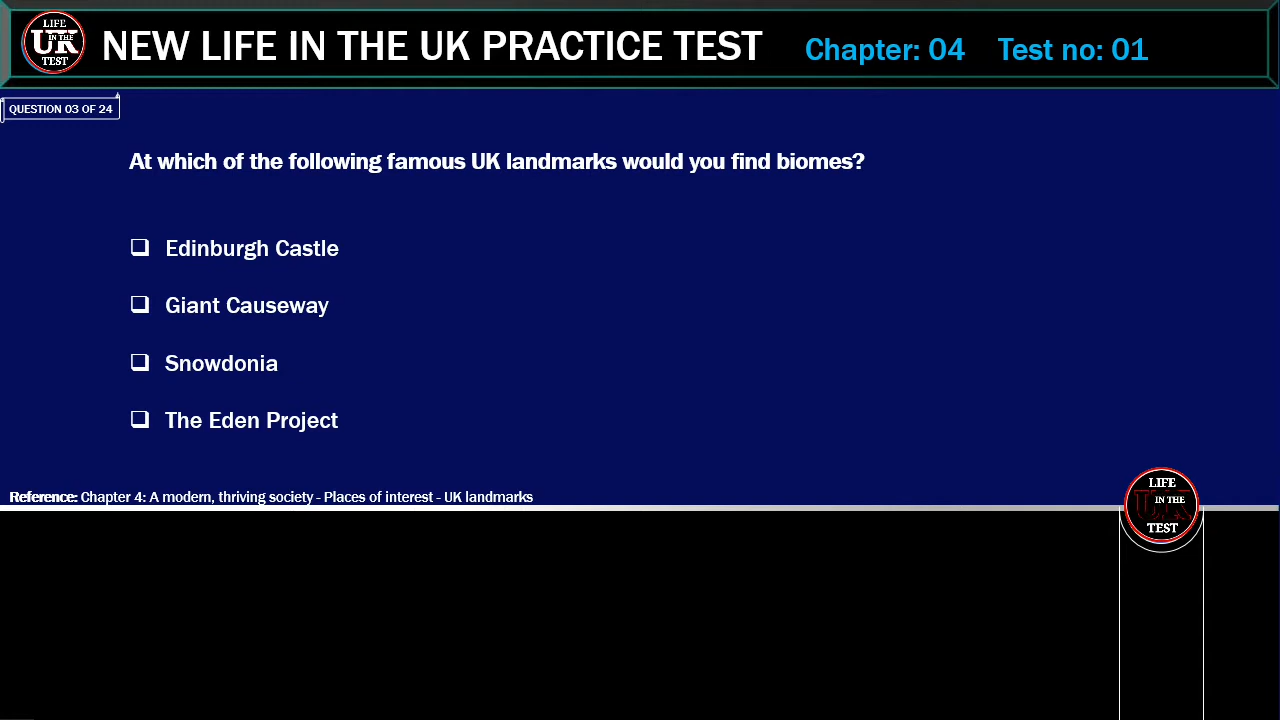 LIFE
UK
IN THE
TEST
NEW LIFE IN THE UK PRACTICE TEST
Chapter: 04
Test no: 01
QUESTION 03 OF 24
At which of the following famous UK landmarks would you find biomes?
Edinburgh Castle
Giant Causeway
Snowdonia
The Eden Project
Reference: Chapter 4: A modern, thriving society - Places of interest - UK landmarks
LIFE
UK
IN THE
TEST